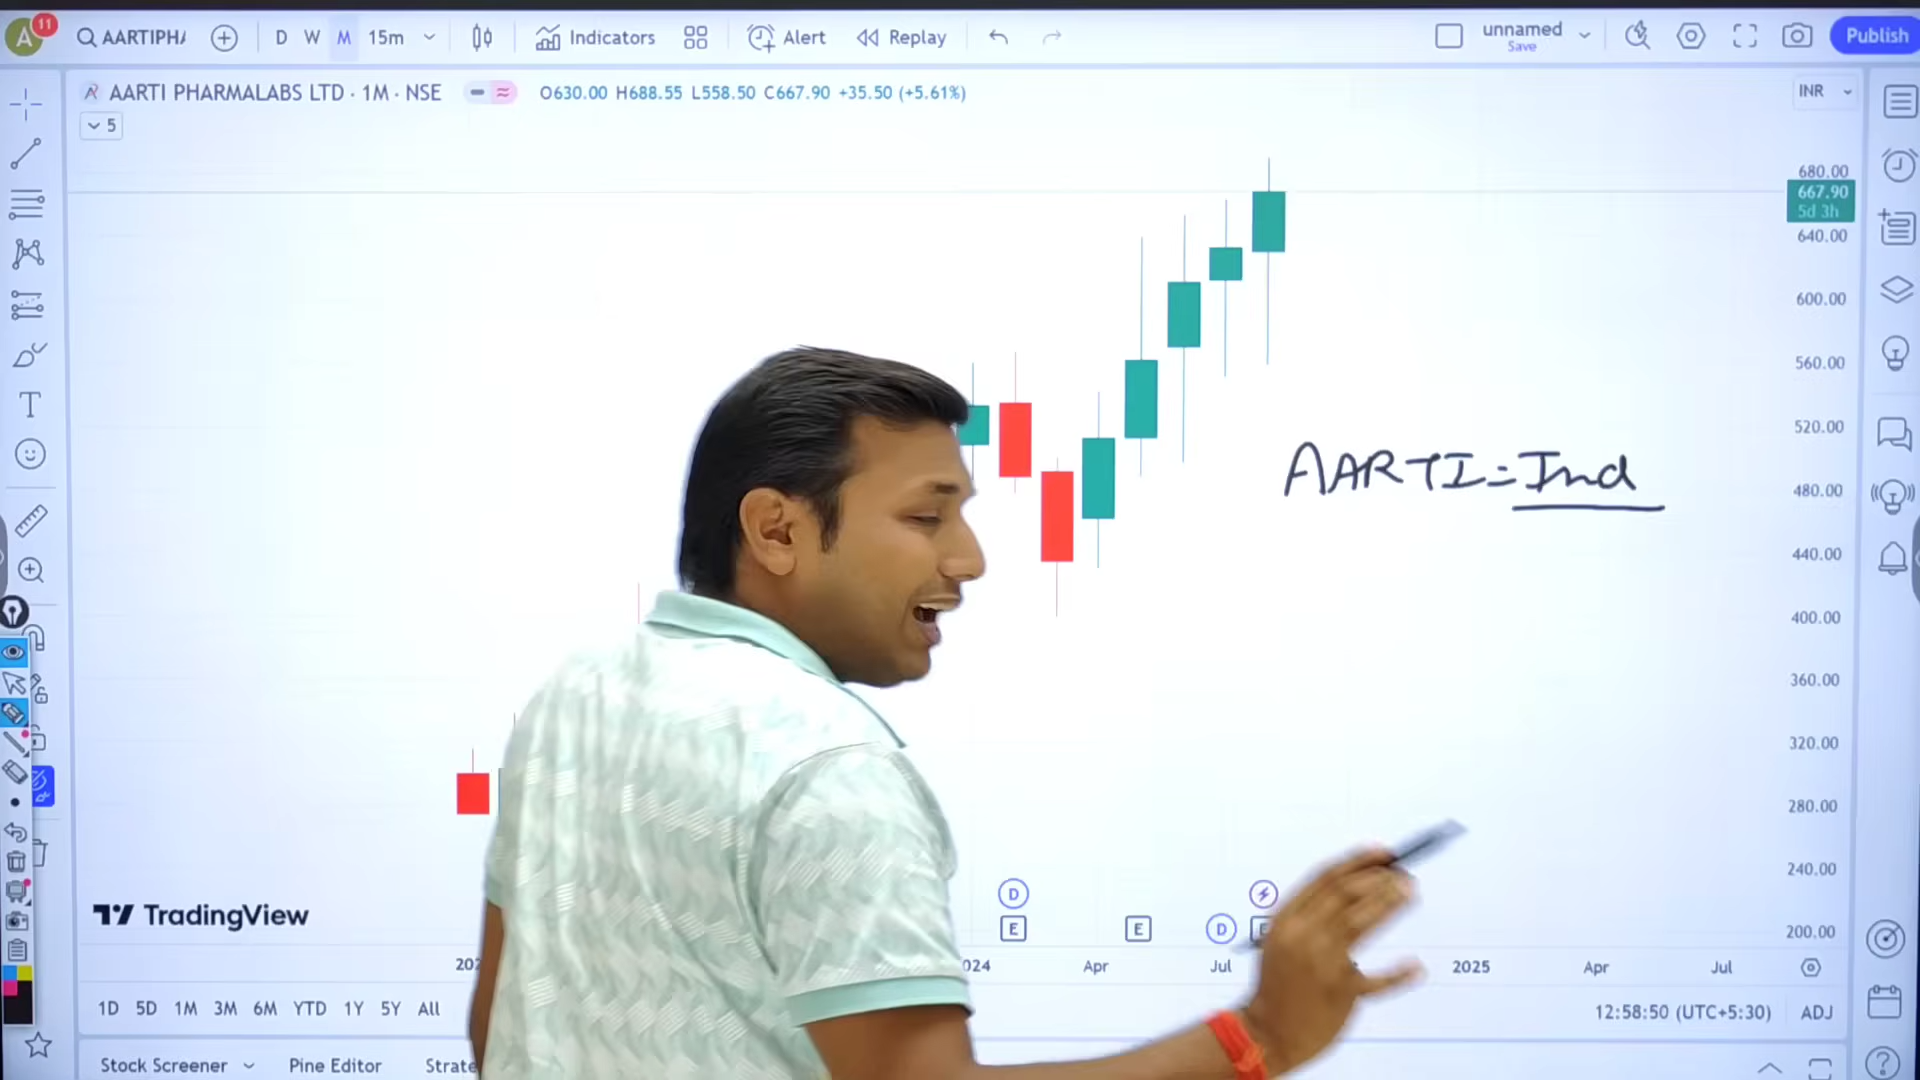 A 11 AARTIPHA D W M 15m Indicators Alert Replay unnamed Save Publish
AARTI PHARMALABS LTD · 1M · NSE O630.00 H688.55 L558.50 C667.90 +35.50 (+5.61%) INR
5
680.00
667.90
5d 3h
640.00
600.00
560.00
520.00
AARTI=Ind
480.00
440.00
400.00
360.00
320.00
280.00
240.00
D
TradingView
E E D E
200.00
024 Apr Jul 2025 Apr Jul
1D 5D 1M 3M 6M YTD 1Y 5Y All 12:58:50 (UTC+5:30) ADJ
Stock Screener Pine Editor Strate